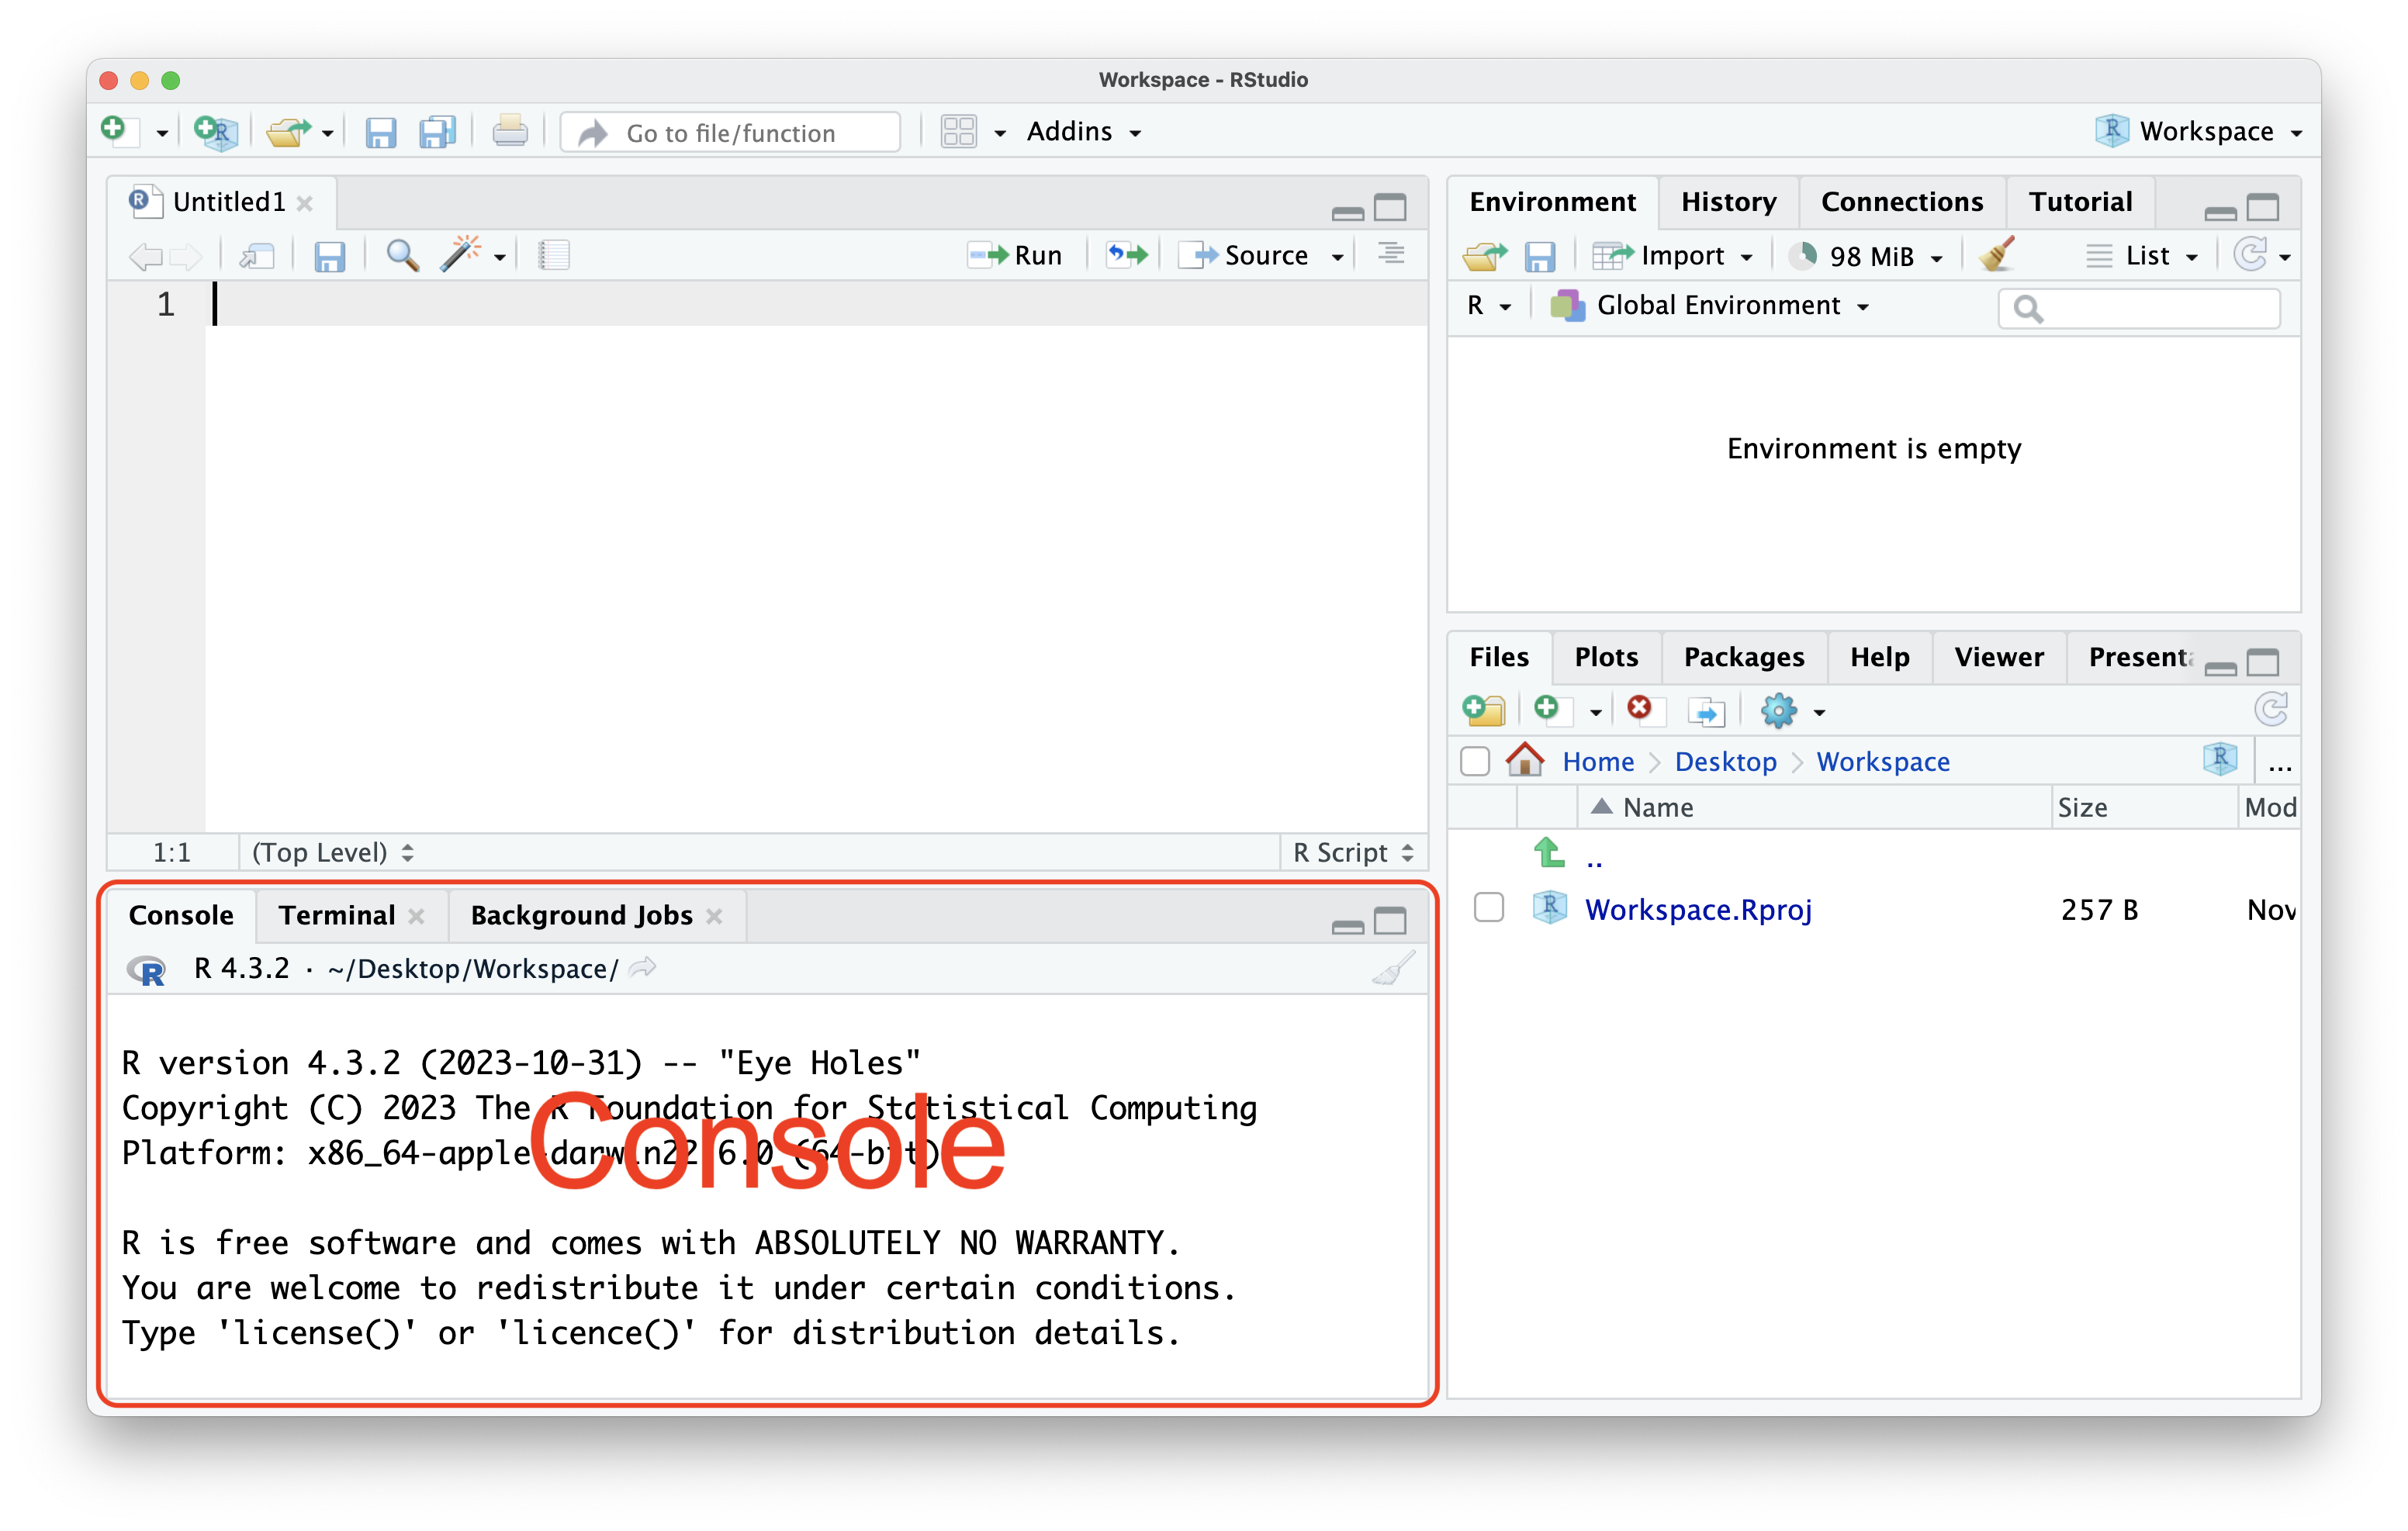 Workspace - RStudio
Go to file/function
Addins
Workspace
Untitled1
Run
Source
1
1:1
(Top Level)
R Script
Console
Terminal
Background Jobs
R 4.3.2 · ~/Desktop/Workspace/
R version 4.3.2 (2023-10-31) -- "Eye Holes"
Copyright (C) 2023 The R Foundation for Statistical Computing
Platform: x86_64-apple-darwin22.6.0 (64-bit)
Console
R is free software and comes with ABSOLUTELY NO WARRANTY.
You are welcome to redistribute it under certain conditions.
Type 'license()' or 'licence()' for distribution details.
Environment
History
Connections
Tutorial
Import
98 MiB
List
R
Global Environment
Environment is empty
Files
Plots
Packages
Help
Viewer
Present
Home
Desktop
Workspace
...
Name
Size
Mod
..
Workspace.Rproj
257 B
Nov